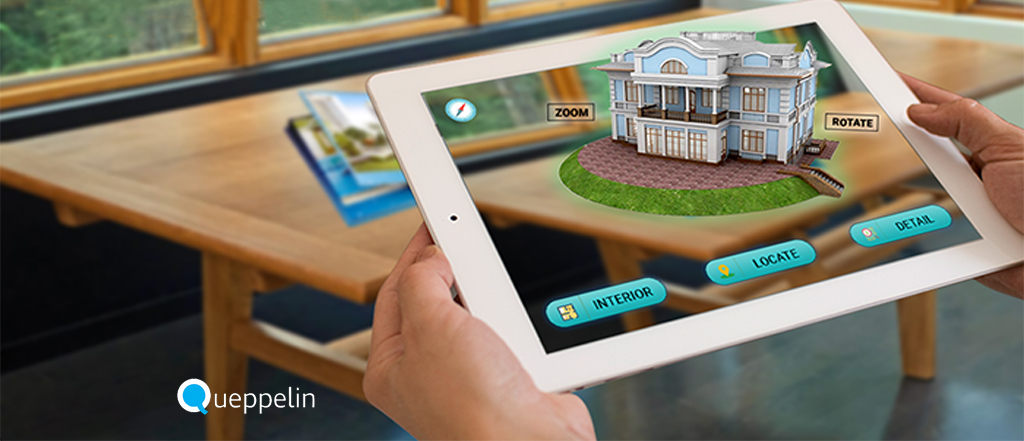 ZOOM
ROTATE
DETAIL
LOCATE
INTERIOR
Queppelin